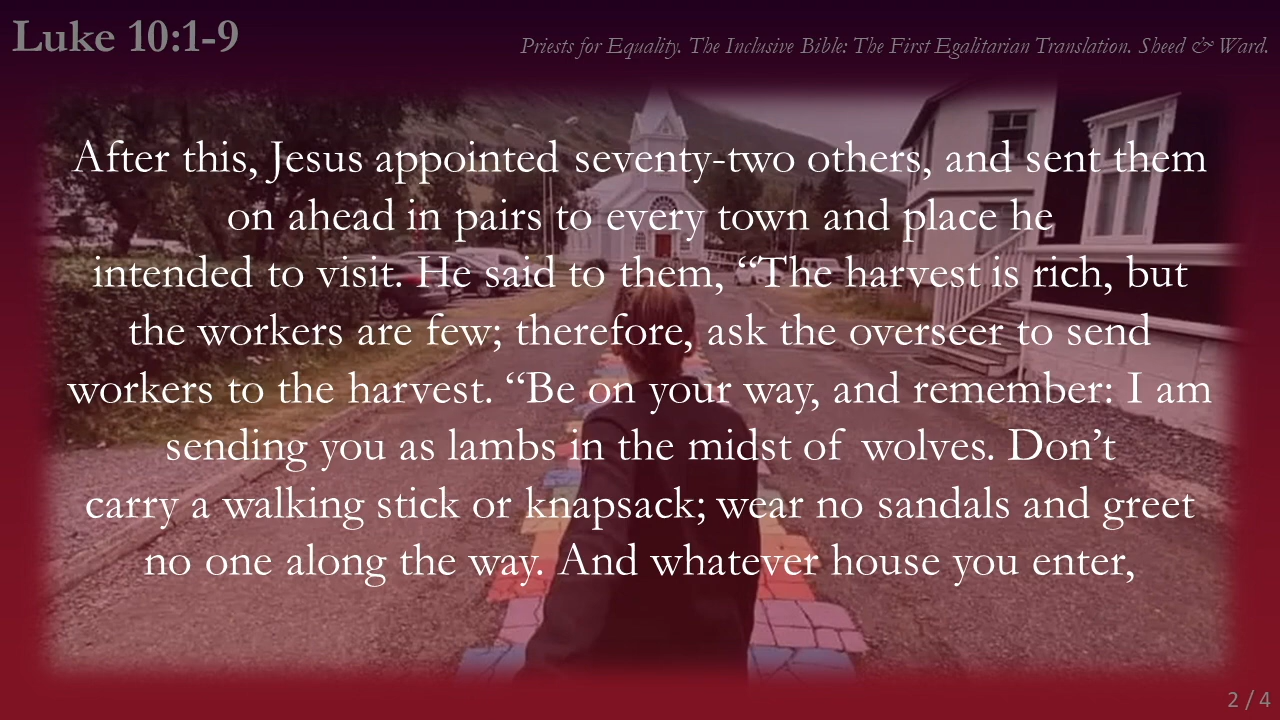 Luke 10:1-9
Priests for Equality. The Inclusive Bible: The First Egalitarian Translation. Sheed & Ward.
After this, Jesus appointed seventy-two others, and sent them
on ahead in pairs to every town and place he
intended to visit. He said to them, “The harvest is rich, but
the workers are few; therefore, ask the overseer to send
workers to the harvest. “Be on your way, and remember: I am
sending you as lambs in the midst of wolves. Don’t
carry a walking stick or knapsack; wear no sandals and greet
no one along the way. And whatever house you enter,
2 / 4